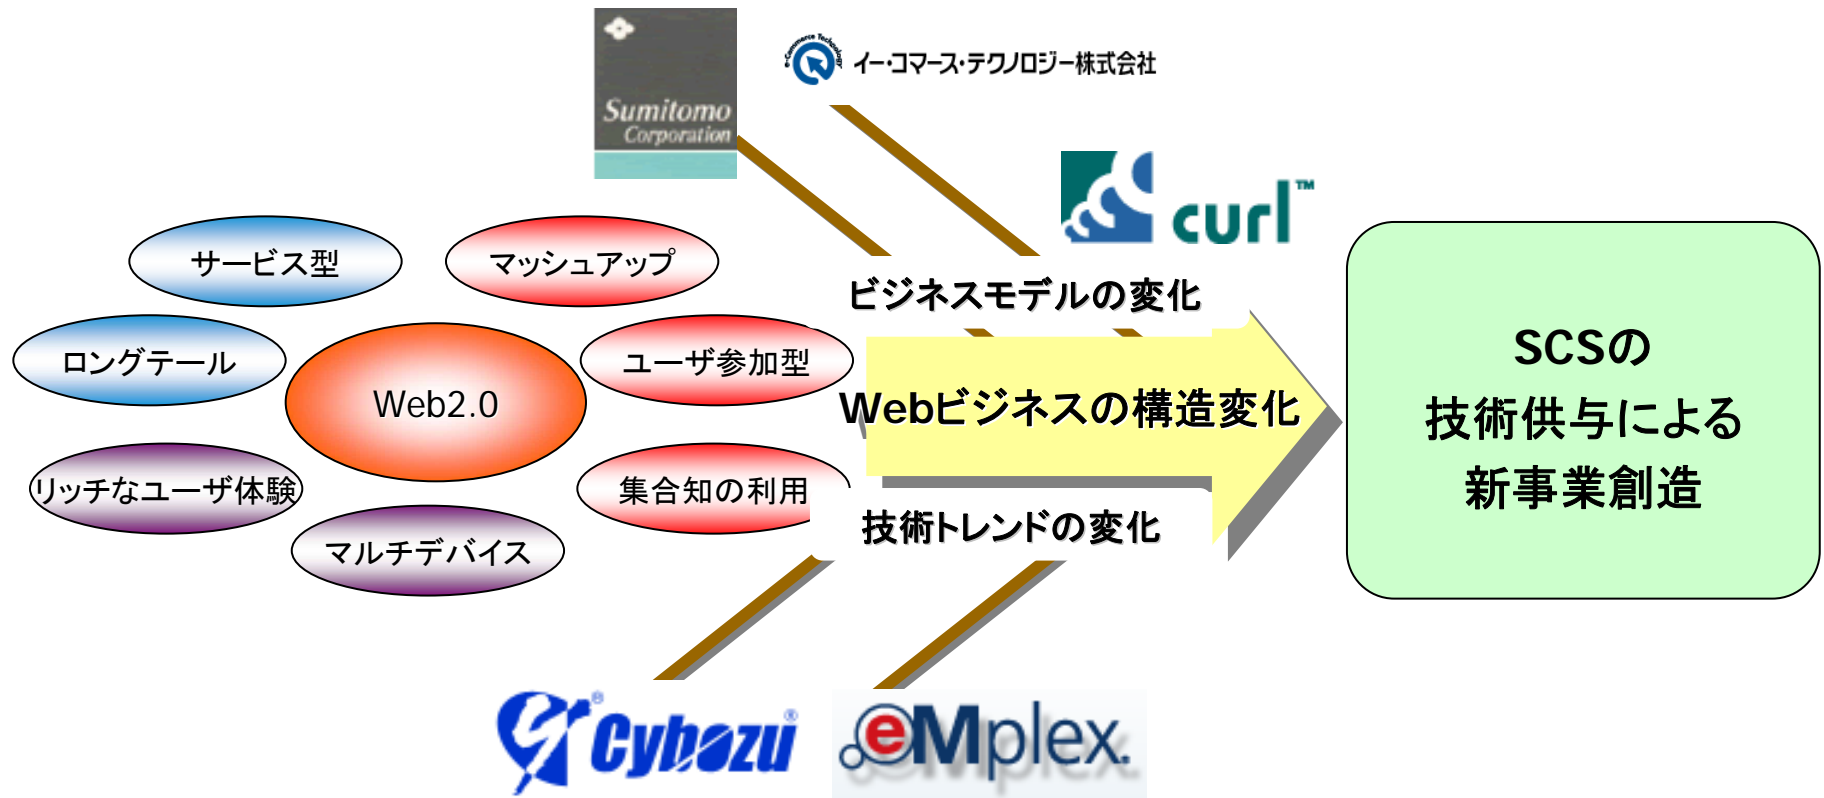 Sumitomo
Corporation
e-Commerce Technology
イー・コマース・テクノロジー株式会社
curl™
サービス型
マッシュアップ
ロングテール
Web2.0
ユーザ参加型
リッチなユーザ体験
集合知の利用
マルチデバイス
ビジネスモデルの変化
Webビジネスの構造変化
技術トレンドの変化
SCSの
技術供与による
新事業創造
Cybozu®
eMplex.